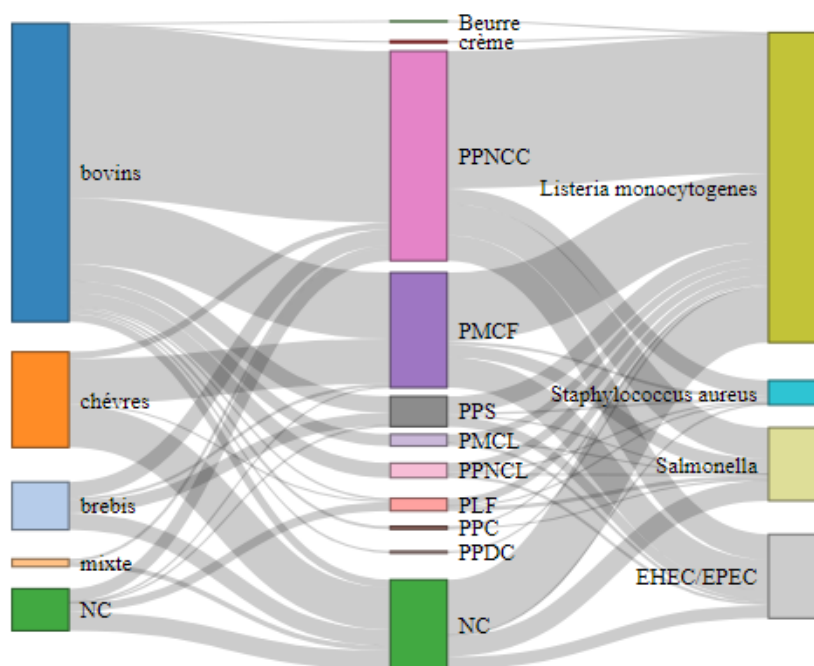 bovins
chévres
brebis
mixte
NC
Beurre
crème
PPNCC
PMCF
PPS
PMCL
PPNCL
PLF
PPC
PPDC
NC
Listeria monocytogenes
Staphylococcus aureus
Salmonella
EHEC/EPEC